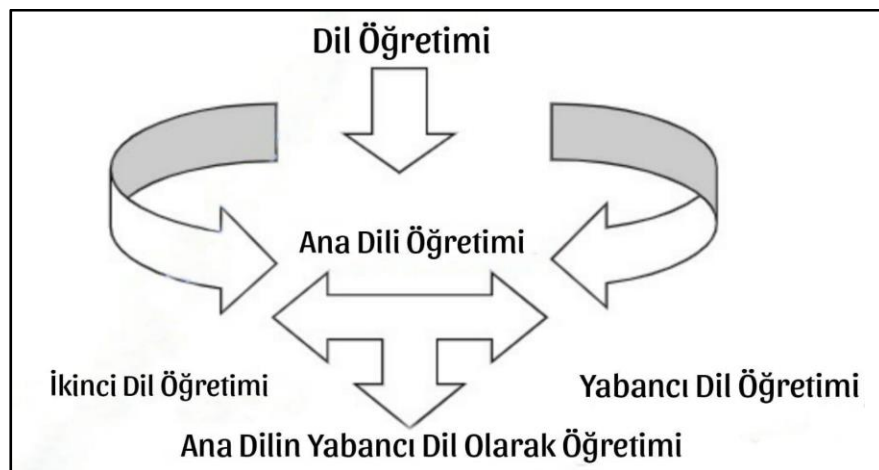 Dil Öğretimi
Ana Dili Öğretimi
İkinci Dil Öğretimi
Yabancı Dil Öğretimi
Ana Dilin Yabancı Dil Olarak Öğretimi